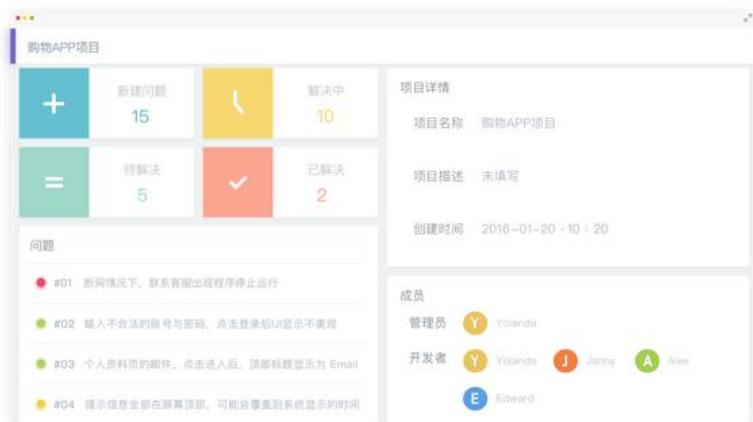 购物APP项目
新建问题
15
解决中
10
待解决
5
已解决
2
问题
#01 断网情况下，联系客服出现程序停止运行
#02 输入不合法的账号与密码，点击登录后UI显示不美观
#03 个人资料页的邮件，点击进入后，顶部标题显示为 Email
#04 提示信息全部在屏幕顶部，可能会覆盖到系统显示的时间
项目详情
项目名称 购物APP项目
项目描述 未填写
创建时间 2016-01-20 · 10：20
成员
管理员 Y Yolanda
开发者 Y Yolanda J Janny A Alex
E Edward